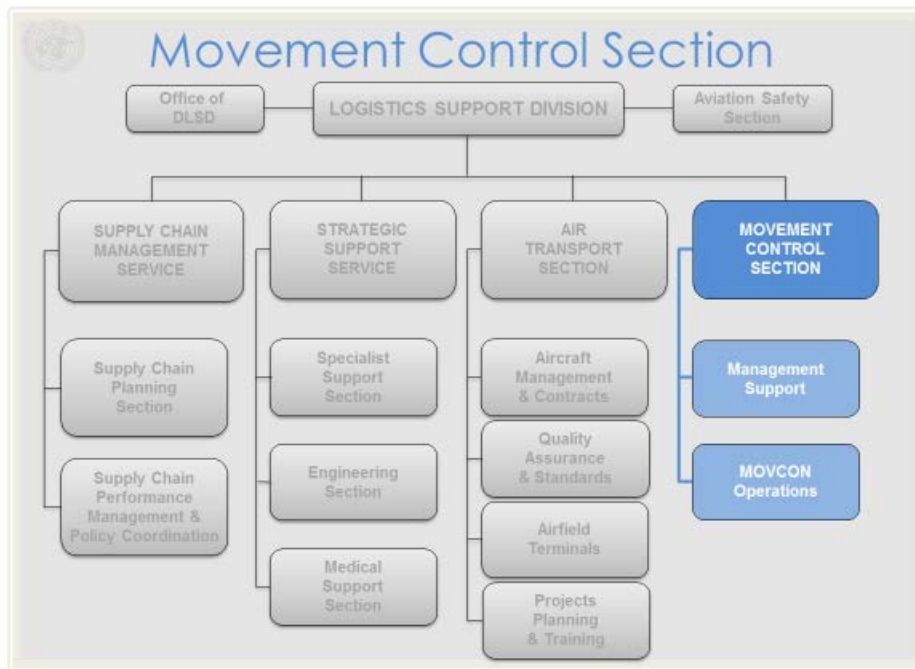 Movement Control Section
Office of
DLSD
LOGISTICS SUPPORT DIVISION
Aviation Safety
Section
SUPPLY CHAIN
MANAGEMENT
SERVICE
STRATEGIC
SUPPORT
SERVICE
AIR
TRANSPORT
SECTION
MOVEMENT
CONTROL
SECTION
Supply Chain
Planning
Section
Supply Chain
Performance
Management &
Policy Coordination
Specialist
Support
Section
Engineering
Section
Medical
Support
Section
Aircraft
Management
& Contracts
Quality
Assurance
& Standards
Airfield
Terminals
Projects
Planning
& Training
Management
Support
MOVCON
Operations